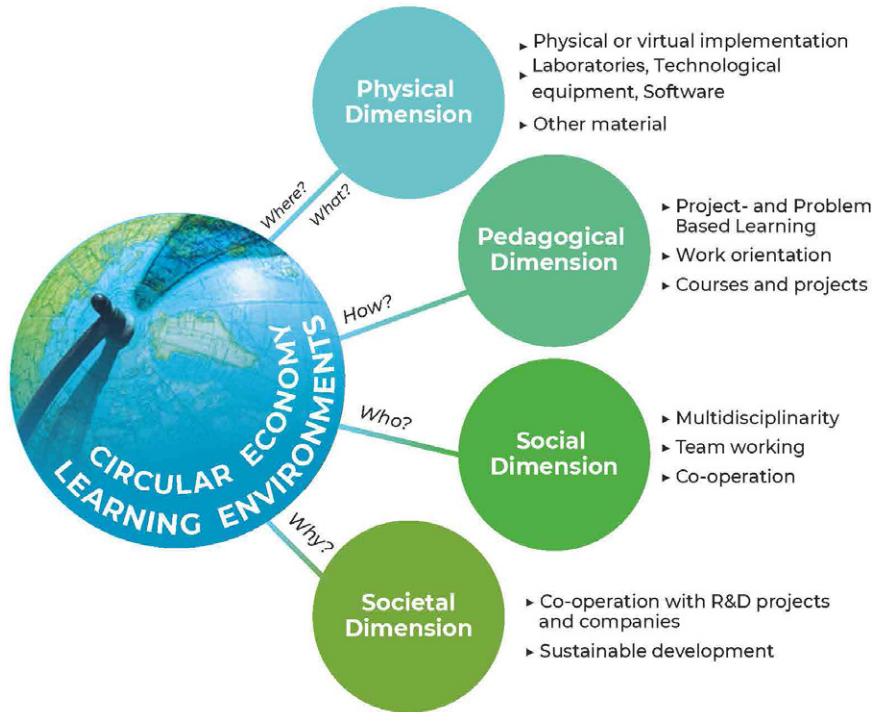 Physical
Dimension
▸ Physical or virtual implementation
▸ Laboratories, Technological
equipment, Software
▸ Other material
Where?
What?
Pedagogical
Dimension
▸ Project- and Problem
Based Learning
▸ Work orientation
▸ Courses and projects
How?
CIRCULAR ECONOMY
LEARNING ENVIRONMENTS
Who?
Social
Dimension
▸ Multidisciplinarity
▸ Team working
▸ Co-operation
Why?
Societal
Dimension
▸ Co-operation with R&D projects
and companies
▸ Sustainable development